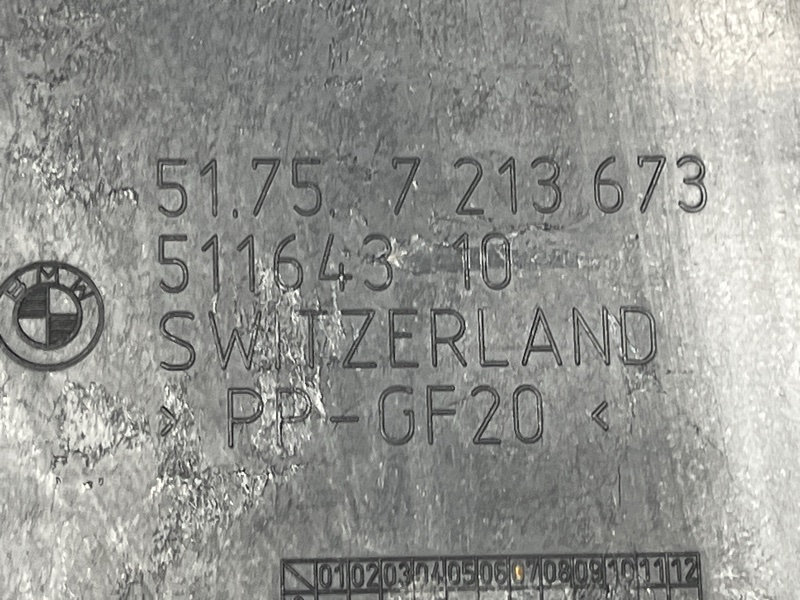 51.75. 7 213 673
511643 10
BMW
SWITZERLAND
> PP-GF20 <
01 02 03 04 05 06 07 08 09 10 11 12